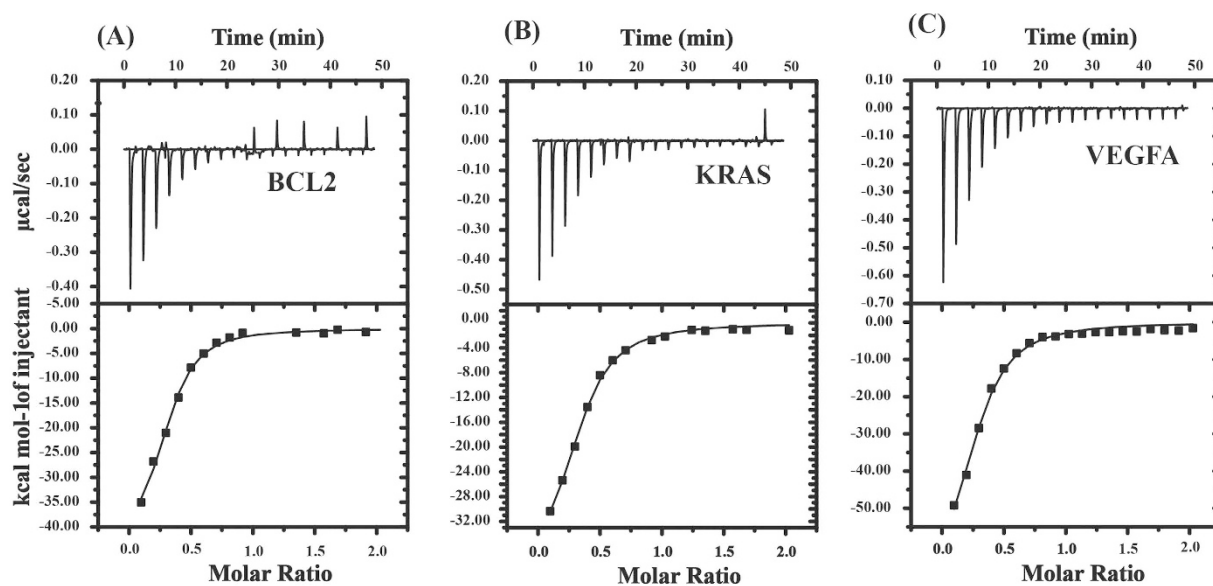 (A)
Time (min)
0 10 20 30 40 50
0.20
0.10
0.00
-0.10
-0.20
-0.30
-0.40
µcal/sec
BCL2
-5.00
0.00
-5.00
-10.00
-15.00
-20.00
-25.00
-30.00
-35.00
-40.00
kcal mol-1of injectant
0.0 0.5 1.0 1.5 2.0
Molar Ratio
(B)
Time (min)
0 10 20 30 40 50
0.20
0.10
0.00
-0.10
-0.20
-0.30
-0.40
-0.50
KRAS
0.00
-4.00
-8.00
-12.00
-16.00
-20.00
-24.00
-28.00
-32.00
0.0 0.5 1.0 1.5 2.0
Molar Ratio
(C)
Time (min)
0 10 20 30 40 50
0.10
0.00
-0.10
-0.20
-0.30
-0.40
-0.50
-0.60
-0.70
VEGFA
0.00
-10.00
-20.00
-30.00
-40.00
-50.00
0.0 0.5 1.0 1.5 2.0
Molar Ratio